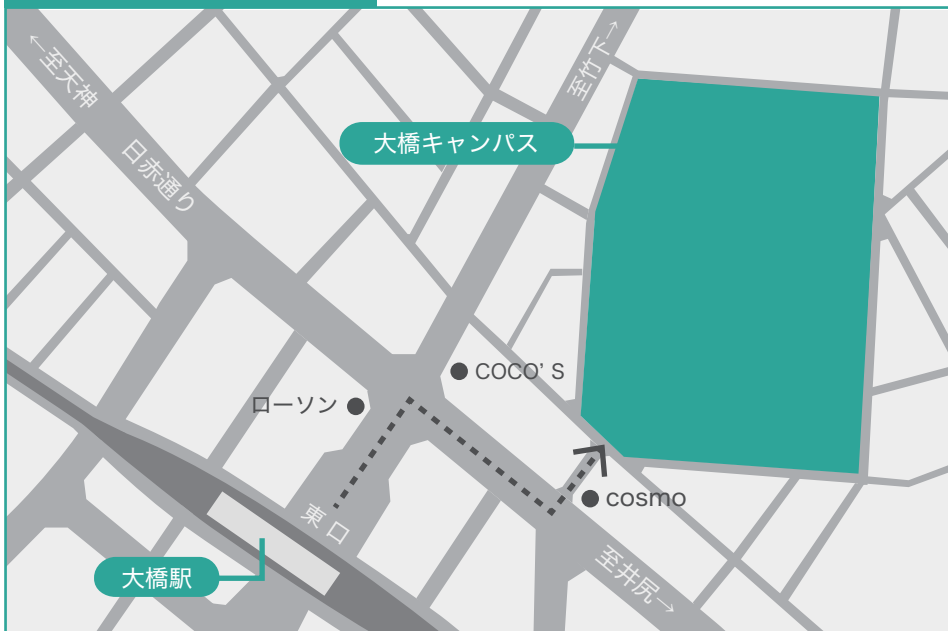 ←至天神
至竹下→
大橋キャンパス
日赤通り
COCO'S
ローソン
cosmo
東口
大橋駅
至井尻→